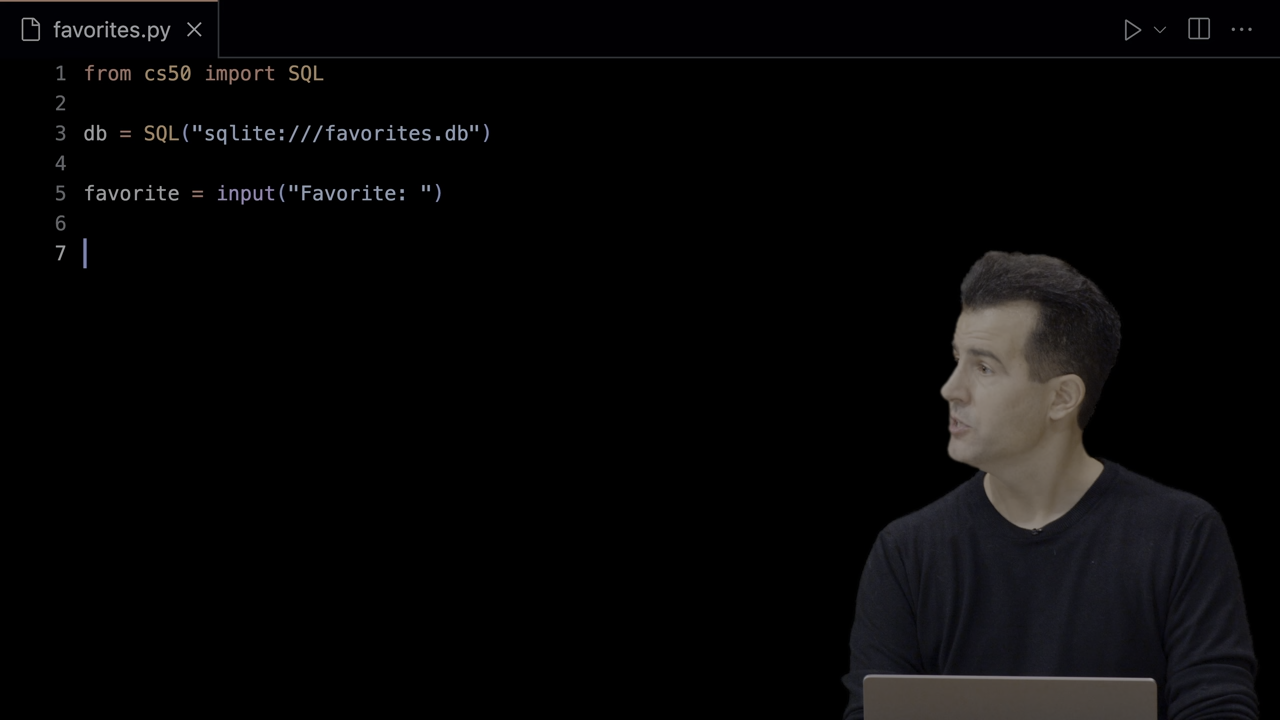 favorites.py
1 from cs50 import SQL
2
3 db = SQL("sqlite:///favorites.db")
4
5 favorite = input("Favorite: ")
6
7